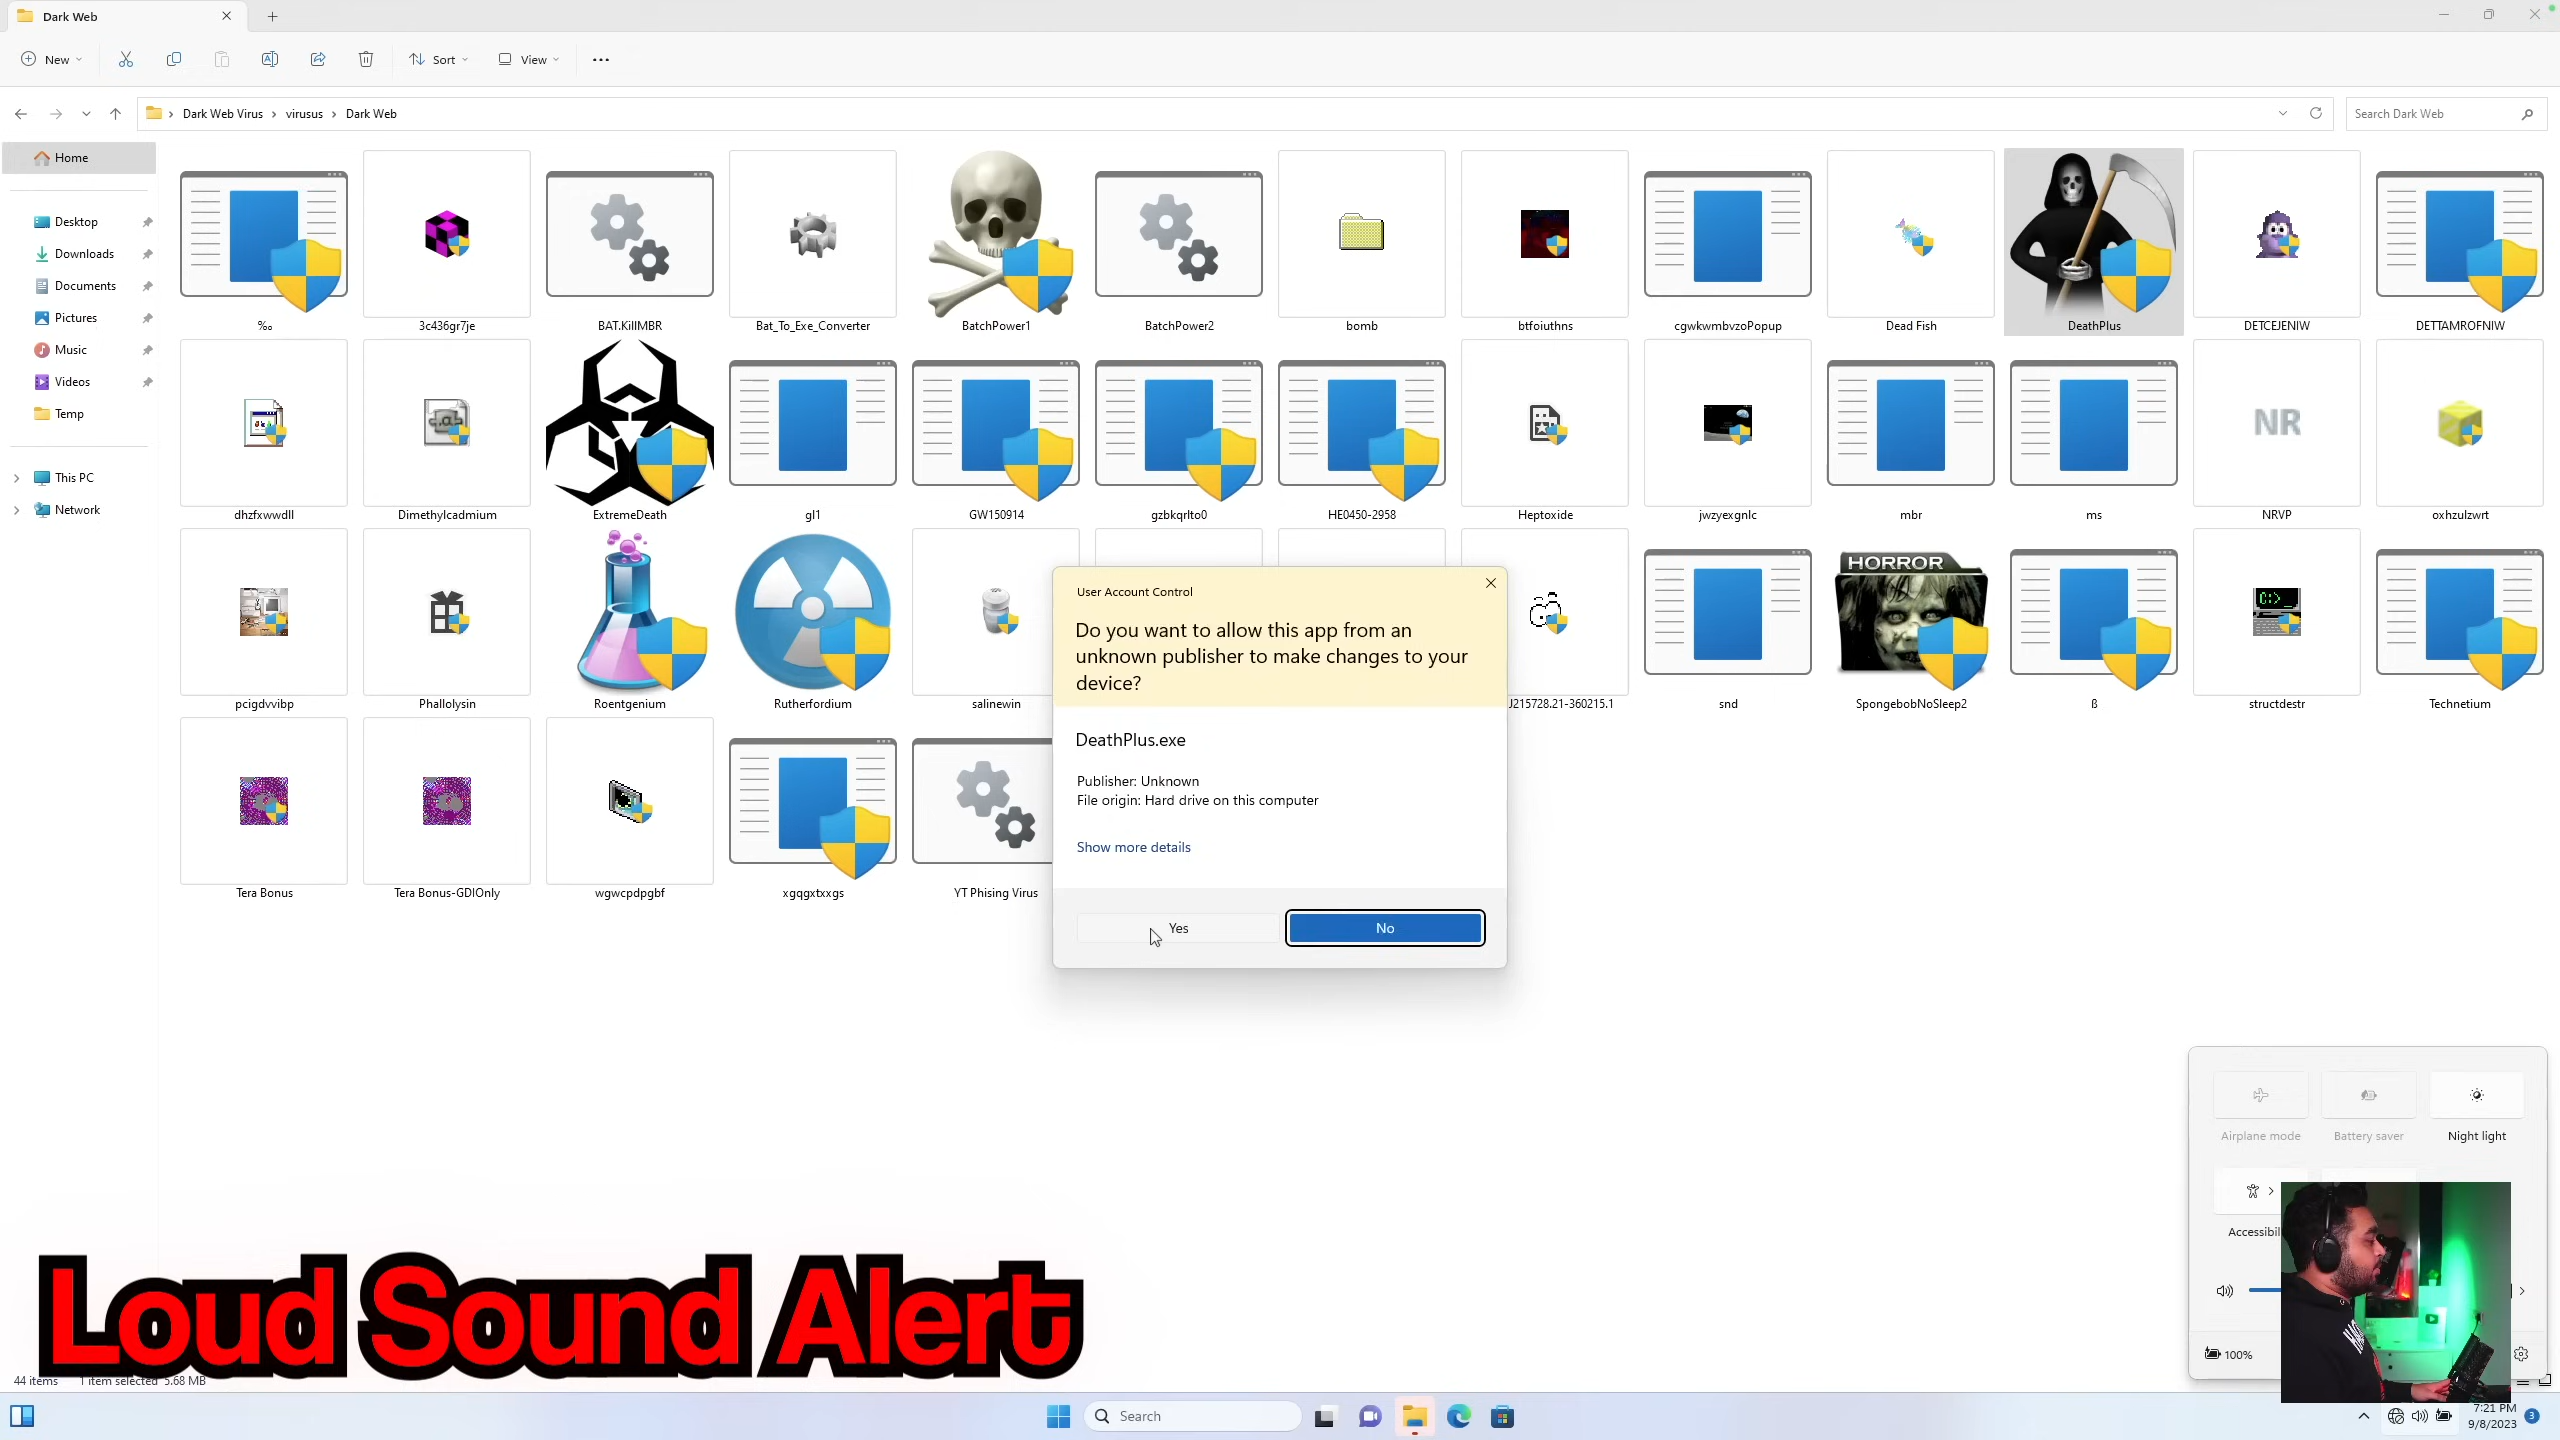 Dark Web
New
Sort
View
Dark Web Virus
virusus
Dark Web
Search Dark Web
Home
Desktop
Downloads
Documents
Pictures
Music
Videos
Temp
This PC
Network
‰
3c436gr7je
BAT.KillMBR
Bat_To_Exe_Converter
BatchPower1
BatchPower2
bomb
btfoiuthns
cgwkwmbvzoPopup
Dead Fish
DeathPlus
DETCEJENIW
DETTAMROFNIW
dhzfxwwdll
Dimethylcadmium
ExtremeDeath
gl1
GW150914
gzbkqrlto0
HE0450-2958
Heptoxide
jwzyexgnlc
mbr
ms
NR
NRVP
oxhzulzwrt
pcigdvvibp
Phallolysin
Roentgenium
Rutherfordium
salinewin
J215728.21-360215.1
snd
HORROR
SpongebobNoSleep2
ß
C:>_
structdestr
Technetium
Tera Bonus
Tera Bonus-GDIOnly
wgwcpdpgbf
xgqgxtxxgs
YT Phising Virus
User Account Control
Do you want to allow this app from an
unknown publisher to make changes to your
device?
DeathPlus.exe
Publisher: Unknown
File origin: Hard drive on this computer
Show more details
Yes
No
Airplane mode
Battery saver
Night light
Accessibil
100%
Loud Sound Alert
44 items
1 item selected 5.68 MB
Search
7:21 PM
9/8/2023
3